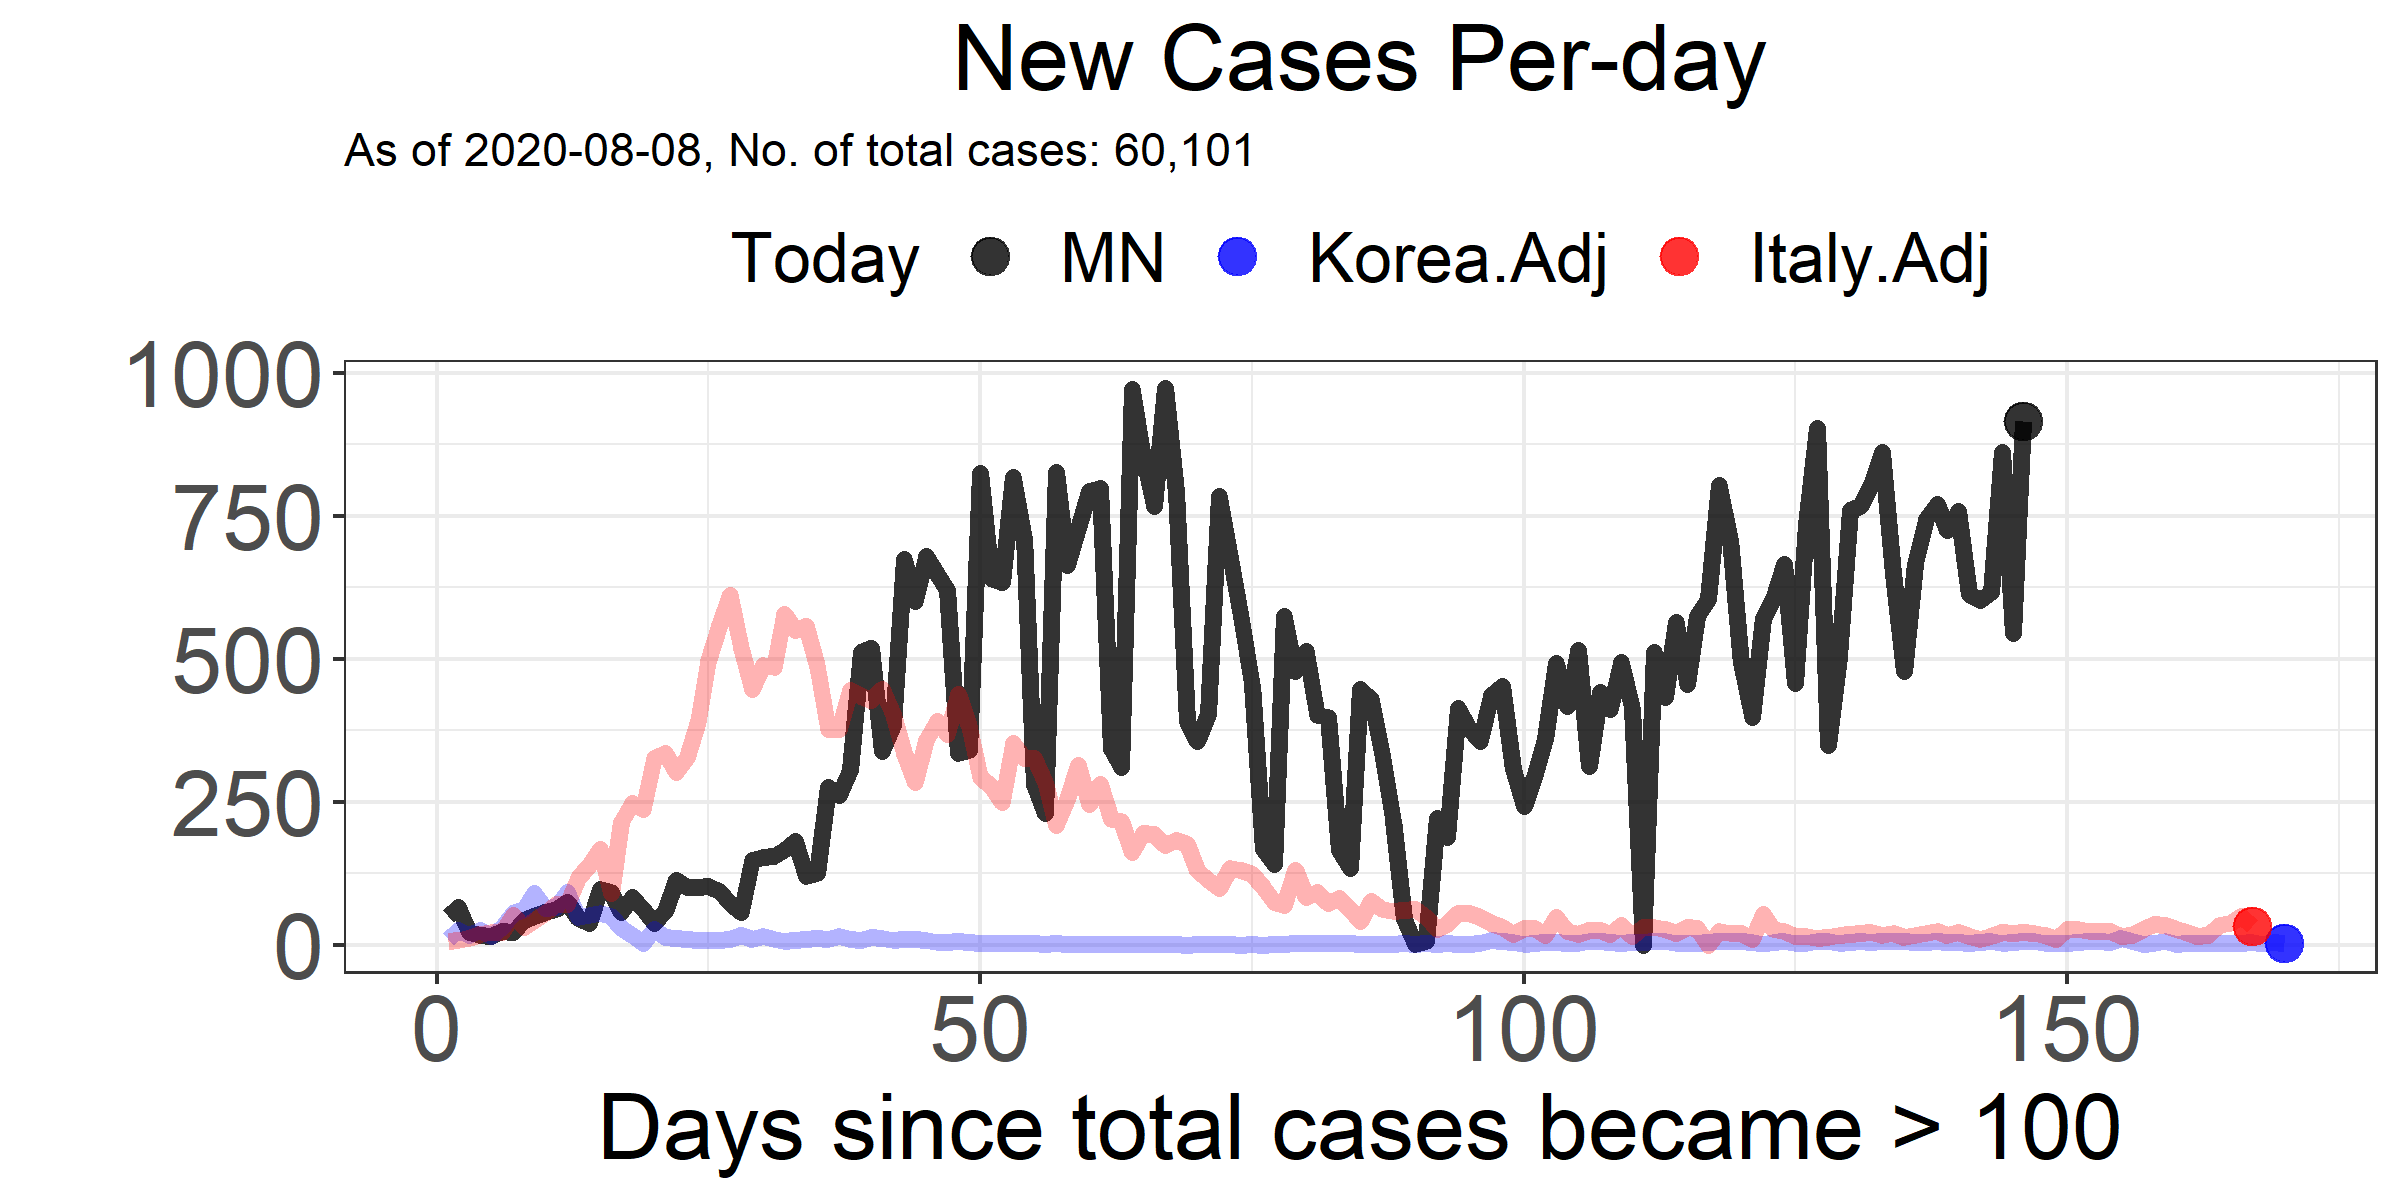 New Cases Per-day
As of 2020-08-08, No. of total cases: 60,101
Today MN Korea.Adj Italy.Adj
1000
750
500
250
0
0 50 100 150
Days since total cases became > 100